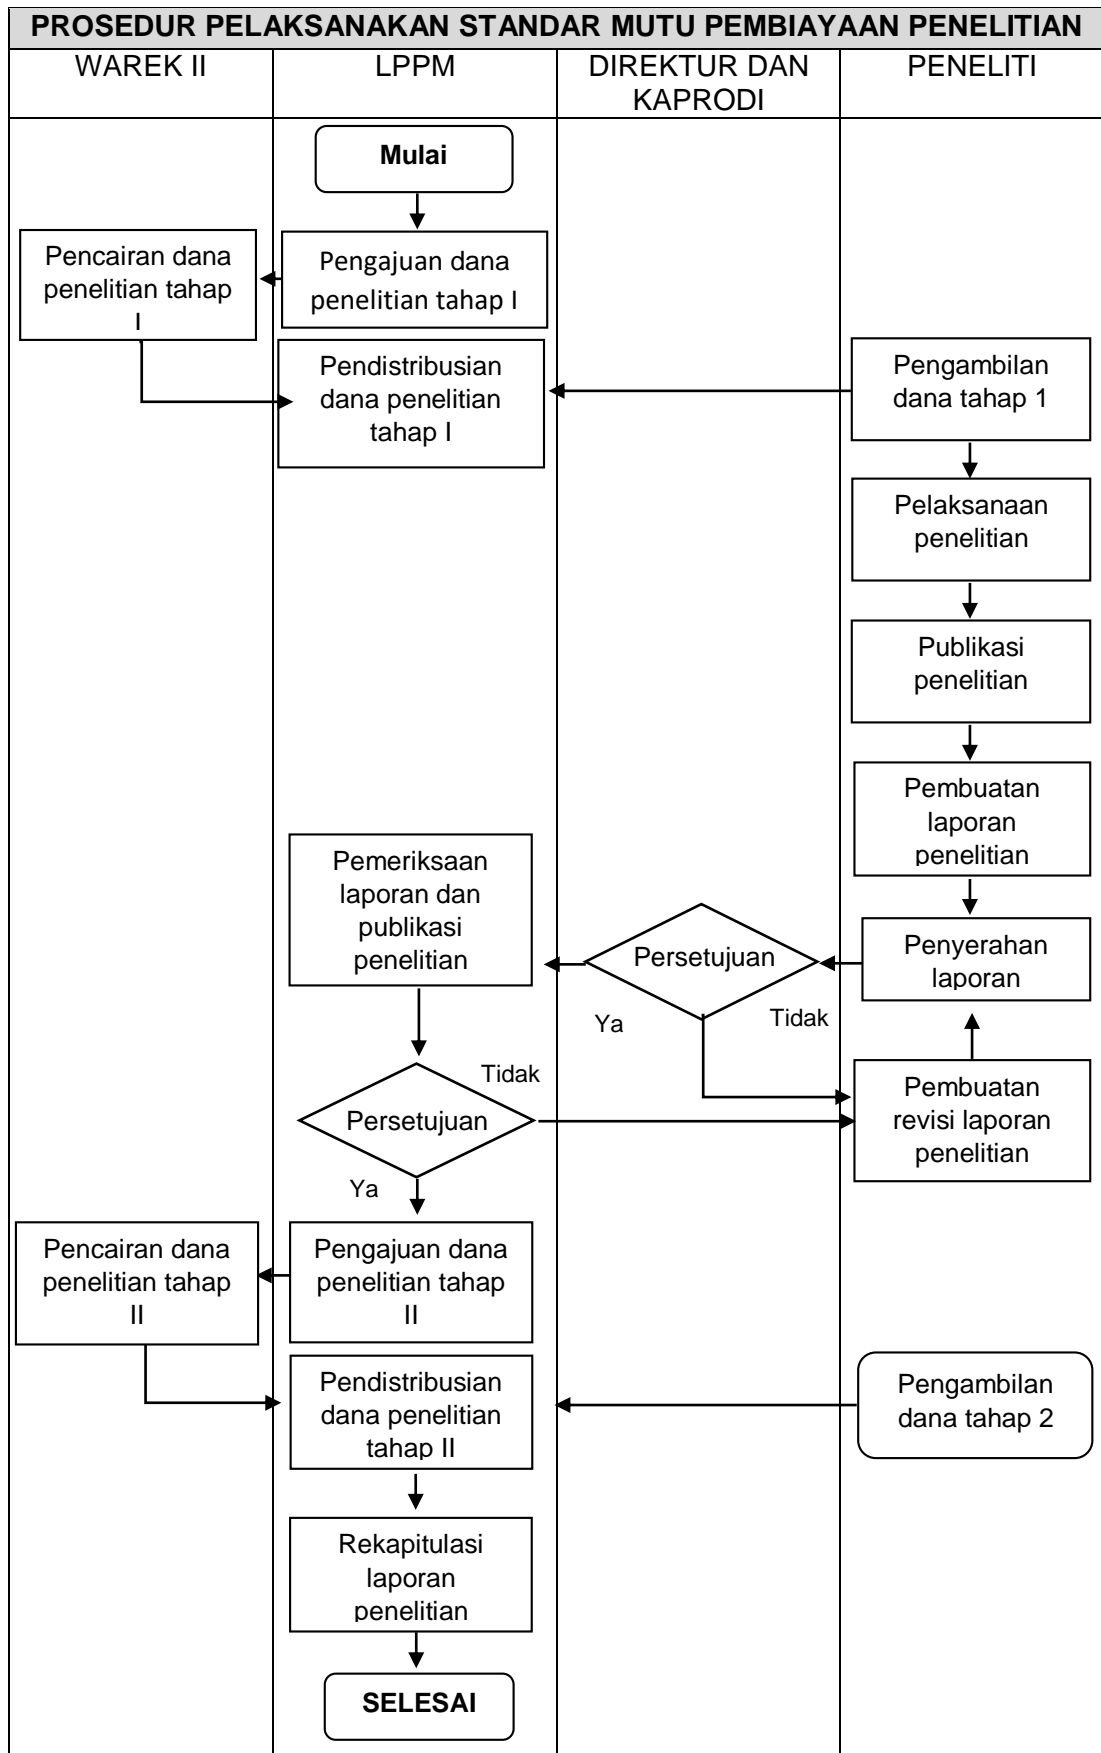 PROSEDUR PELAKSANAKAN STANDAR MUTU PEMBIAYAAN PENELITIAN
WAREK II
LPPM
DIREKTUR DAN
KAPRODI
PENELITI
Mulai
Pencairan dana
penelitian tahap
I
Pengajuan dana
penelitian tahap I
Pendistribusian
dana penelitian
tahap I
Pengambilan
dana tahap 1
Pelaksanaan
penelitian
Publikasi
penelitian
Pembuatan
laporan
penelitian
Pemeriksaan
laporan dan
publikasi
penelitian
Persetujuan
Penyerahan
laporan
Ya
Tidak
Tidak
Persetujuan
Pembuatan
revisi laporan
penelitian
Ya
Pencairan dana
penelitian tahap
II
Pengajuan dana
penelitian tahap
II
Pendistribusian
dana penelitian
tahap II
Pengambilan
dana tahap 2
Rekapitulasi
laporan
penelitian
SELESAI